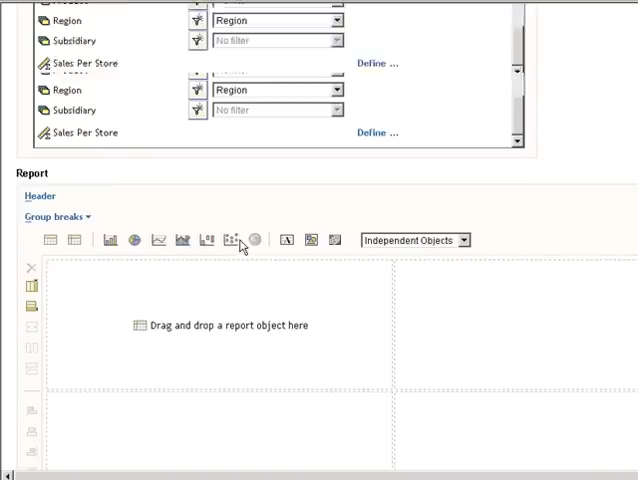 Region Region
Subsidiary No filter
Sales Per Store Define ...
Region Region
Subsidiary No filter
Sales Per Store Define ...
Report
Header
Group breaks
A Independent Objects
Drag and drop a report object here